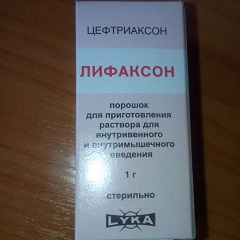 ЦЕФТРИАКСОН
ЛИФАКСОН
порошок
для приготовления
раствора для
внутривенного
и внутримышечного
введения
1 г
стерильно
LYKA